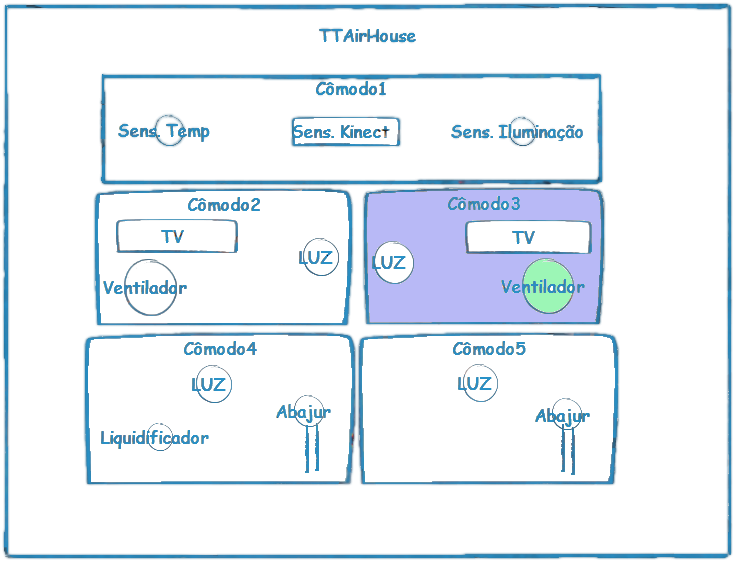 TTAirHouse
Cômodo1
Sens. Temp
Sens. Kinect
Sens. Iluminação
Cômodo2
TV
LUZ
Ventilador
Cômodo3
TV
LUZ
Ventilador
Cômodo4
LUZ
Abajur
Liquidificador
Cômodo5
LUZ
Abajur